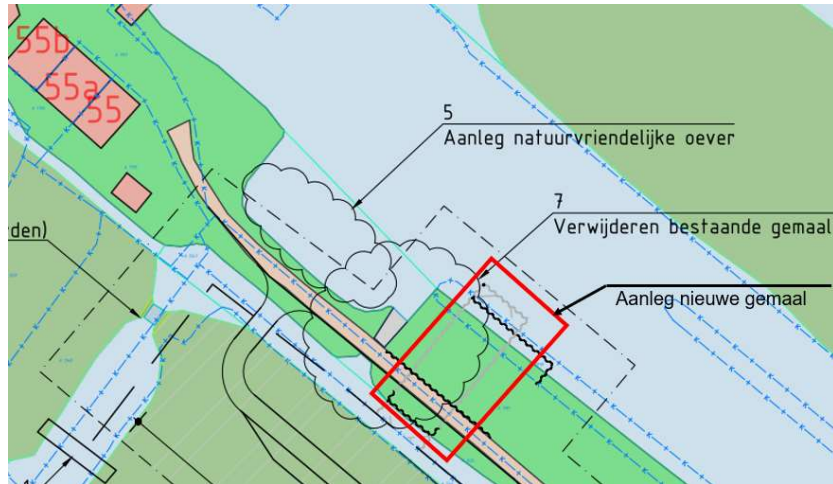 55b
55a
55
5
Aanleg natuurvriendelijke oever
7
Verwijderen bestaande gemaal
rden)
Aanleg nieuwe gemaal